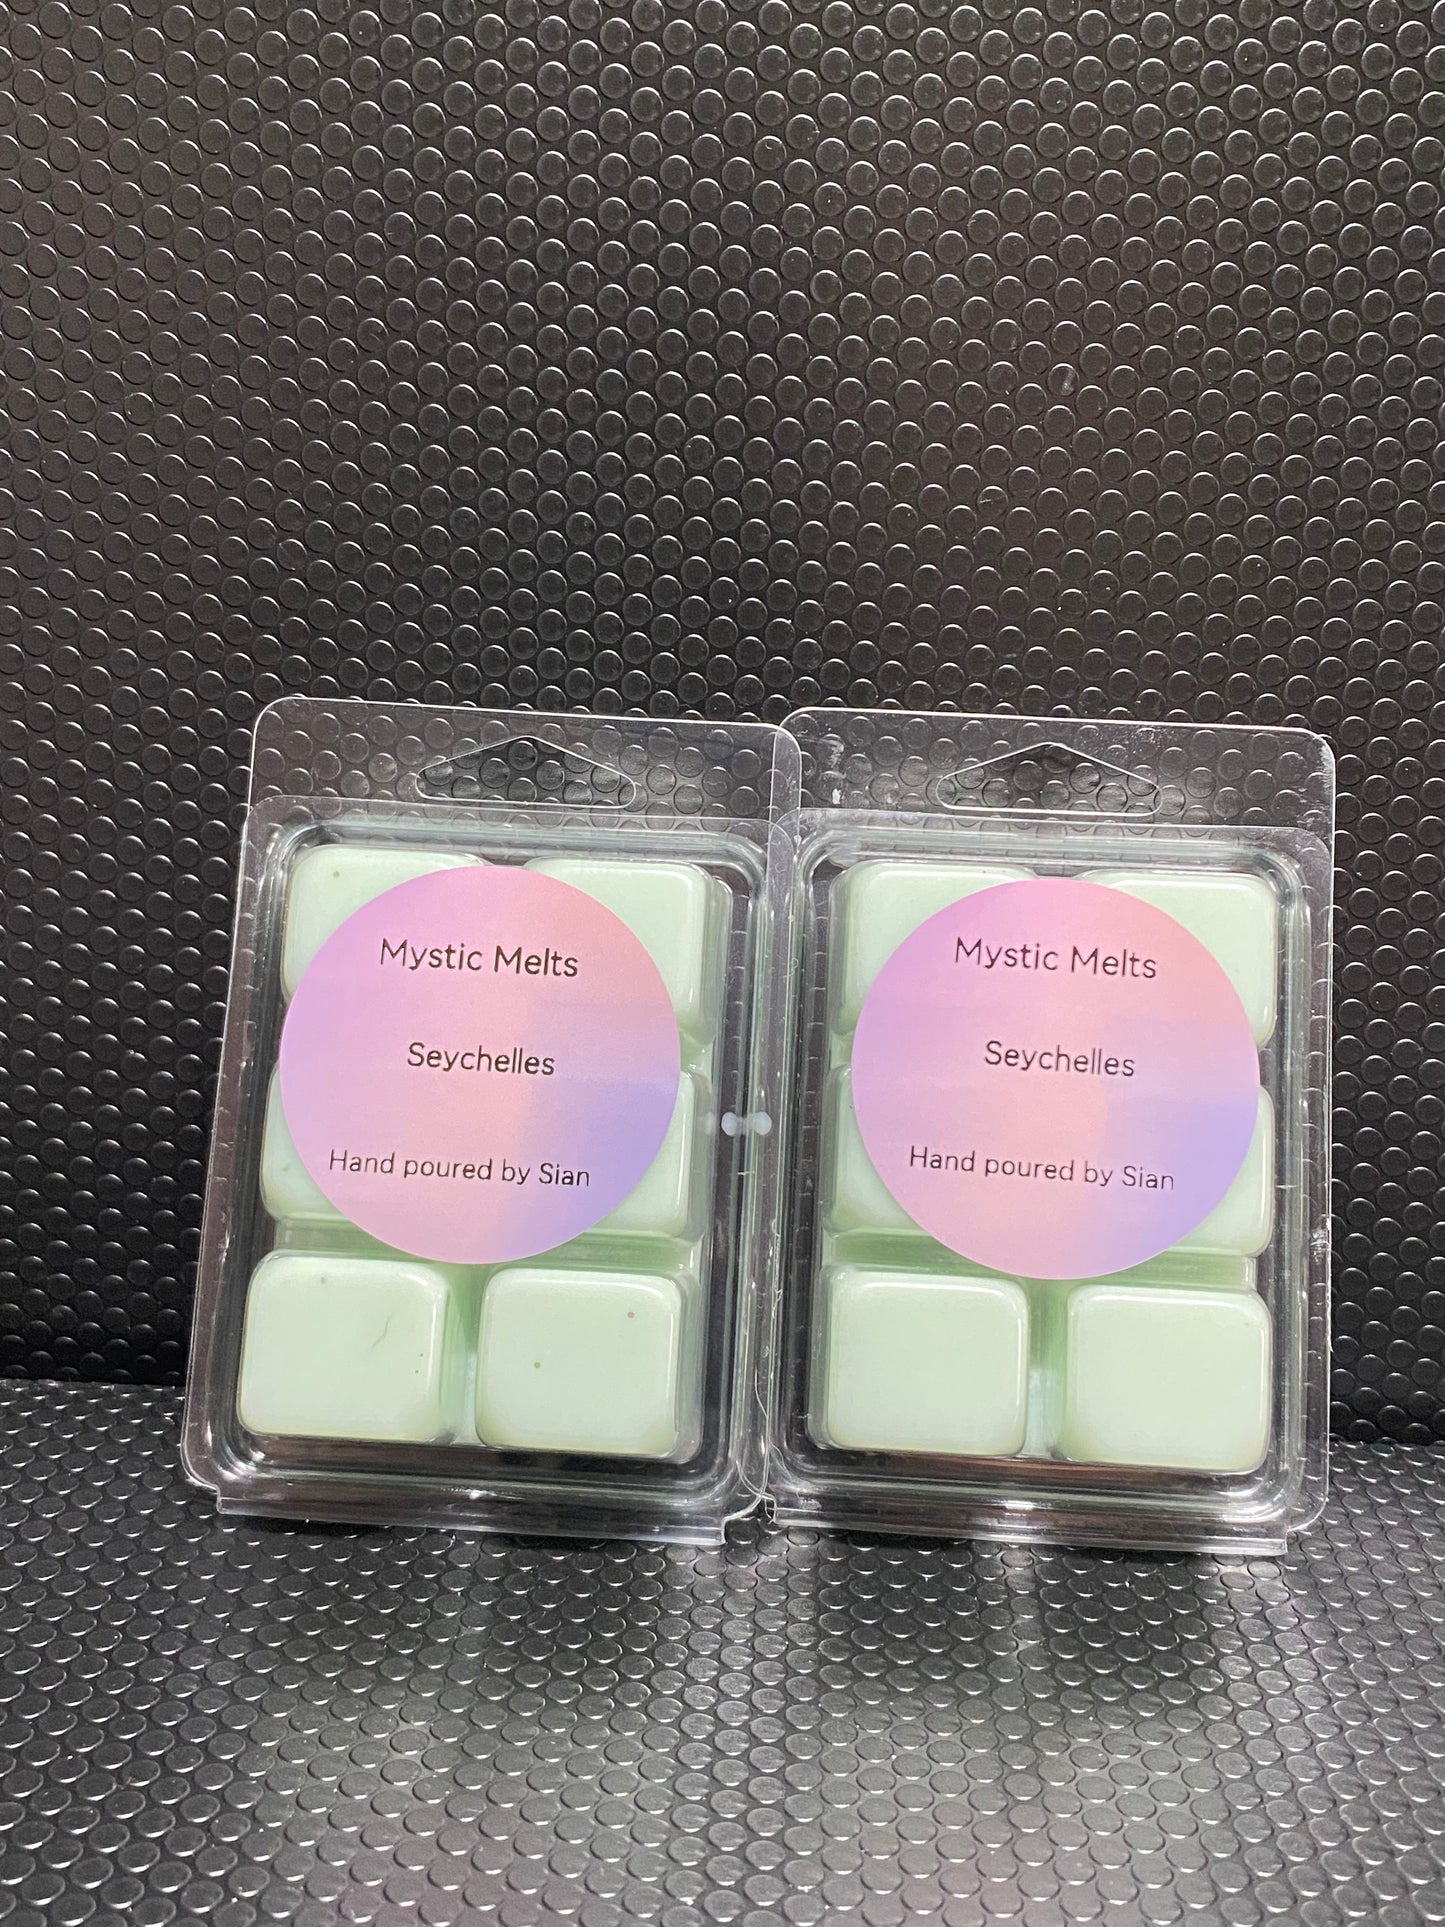 Mystic Melts
Seychelles
Hand poured by Sian
Mystic Melts
Seychelles
Hand poured by Sian